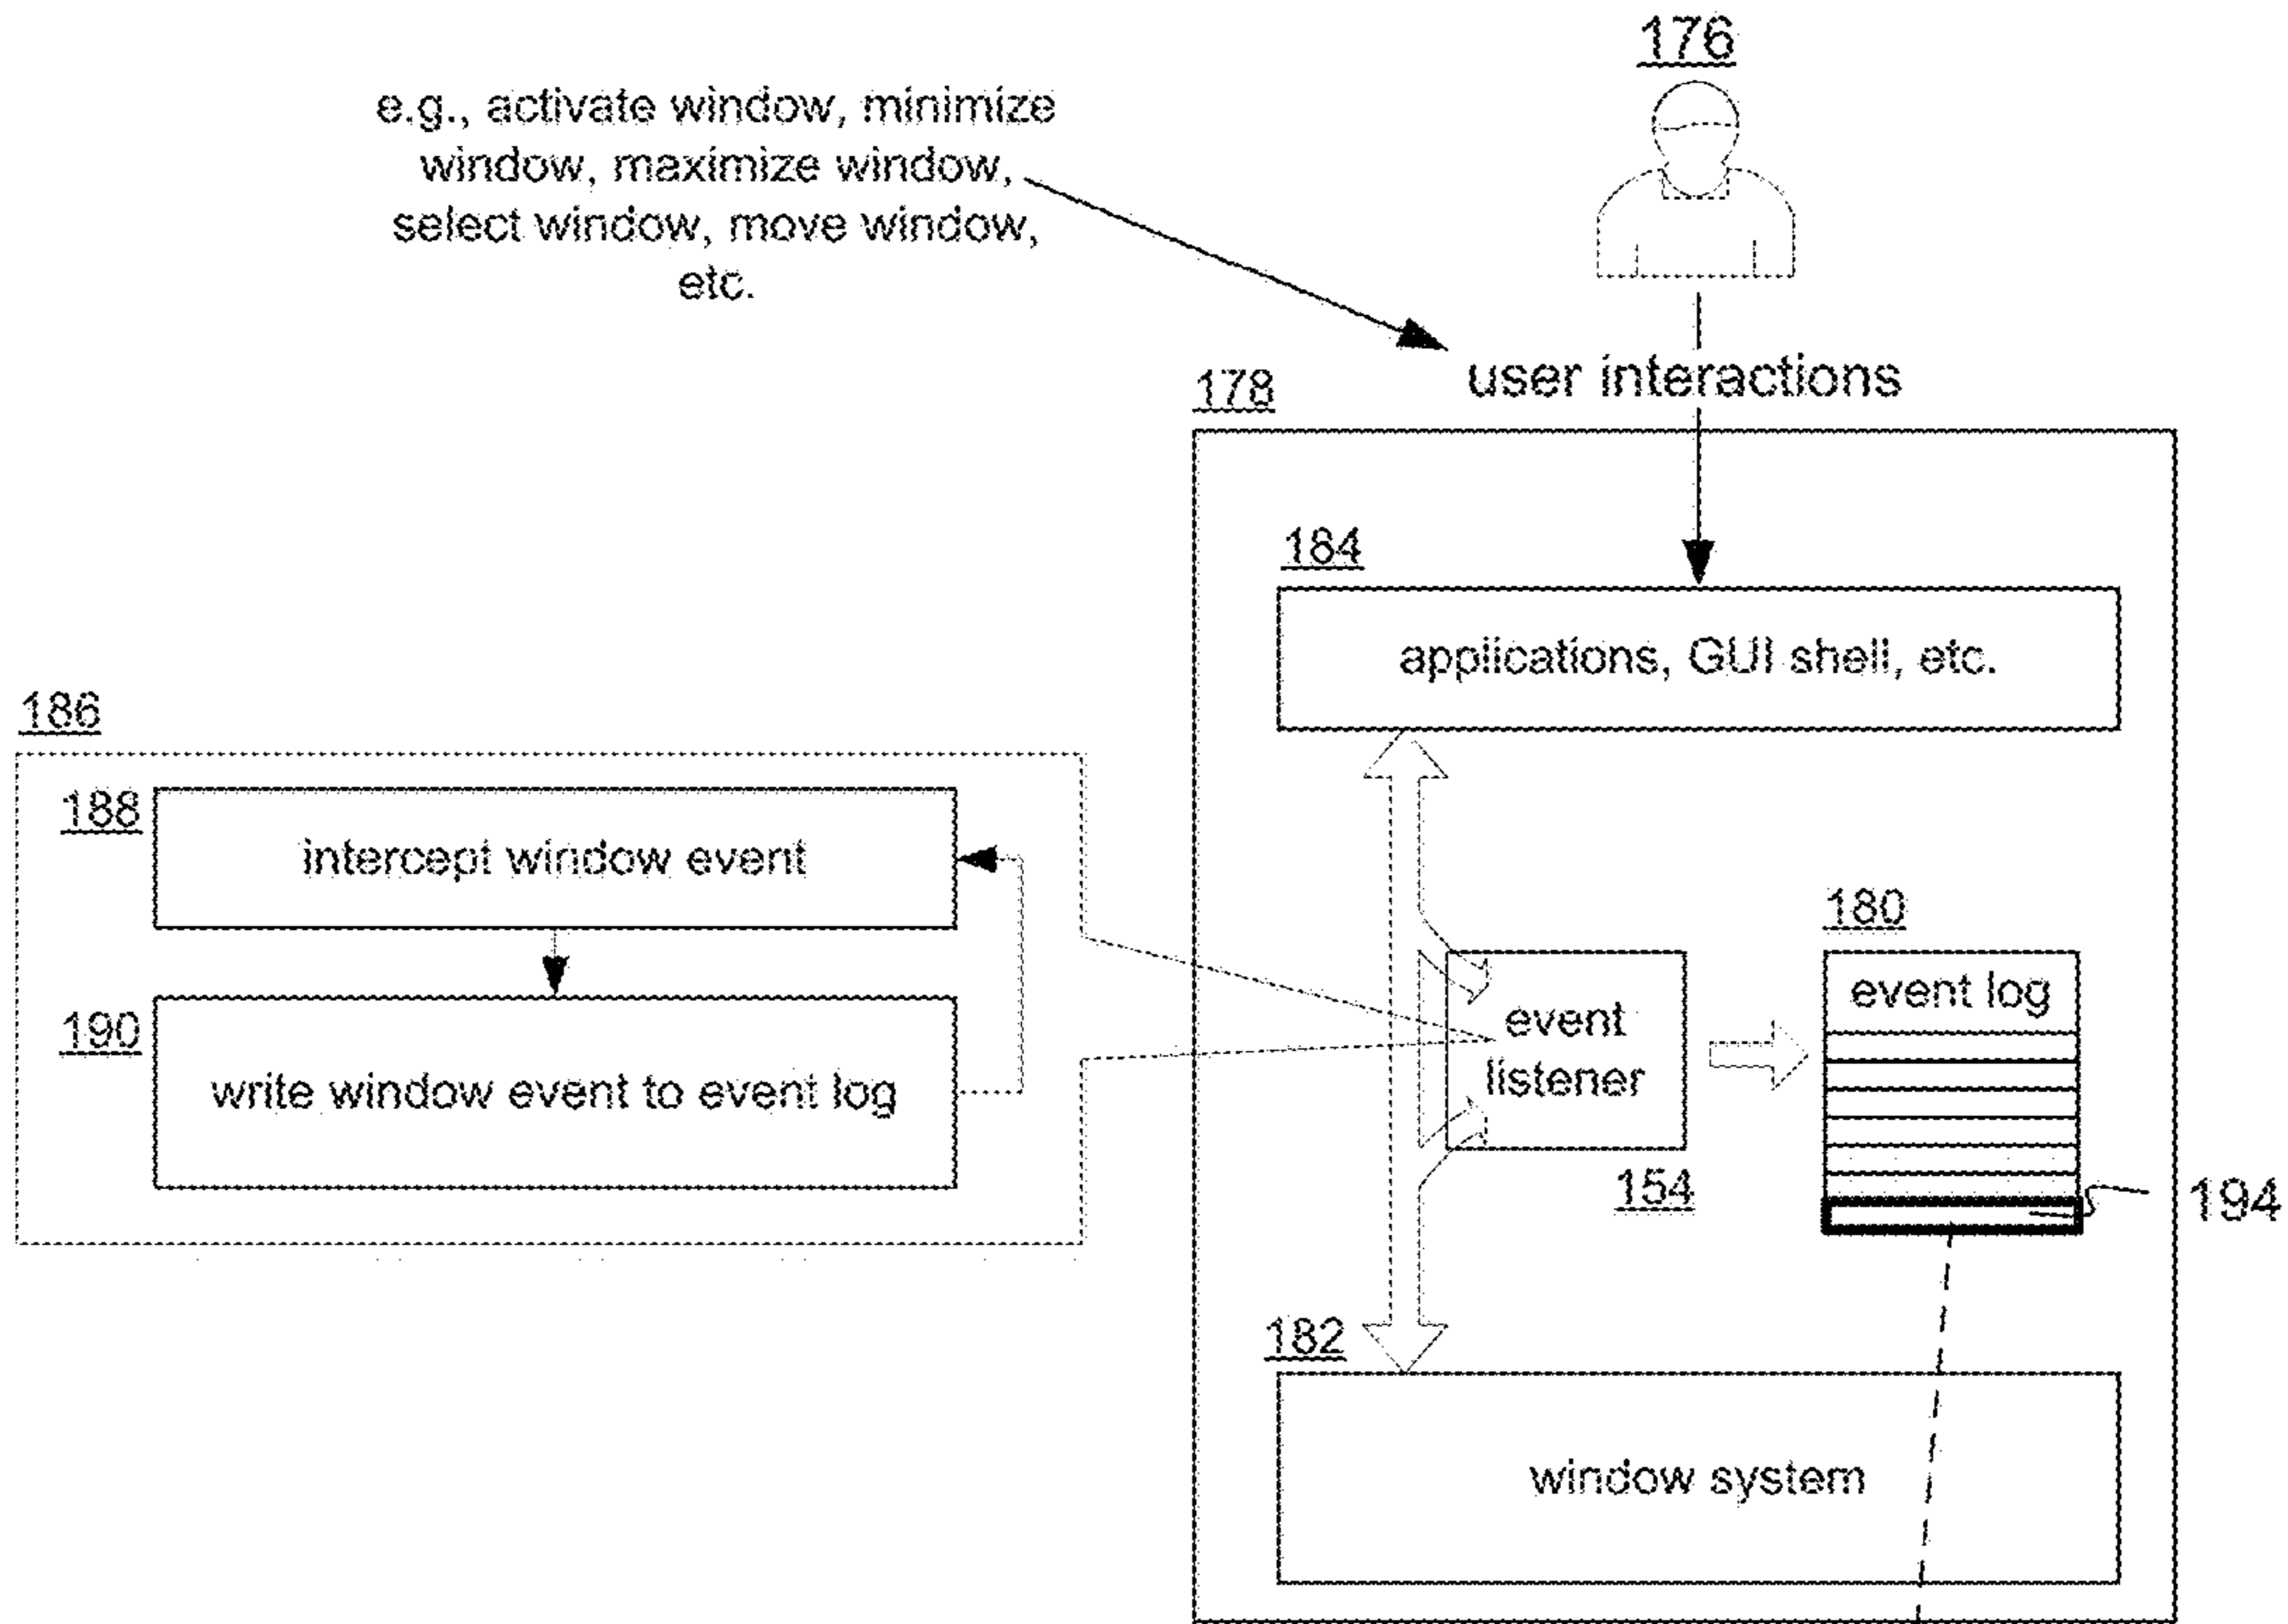 176
e.g., activate window, minimize
window, maximize window,
select window, move window,
etc.
user interactions
178
184
applications, GUI shell, etc.
186
188
intercept window event
180
event log
190
event
listener
write window event to event log
154
194
182
window system